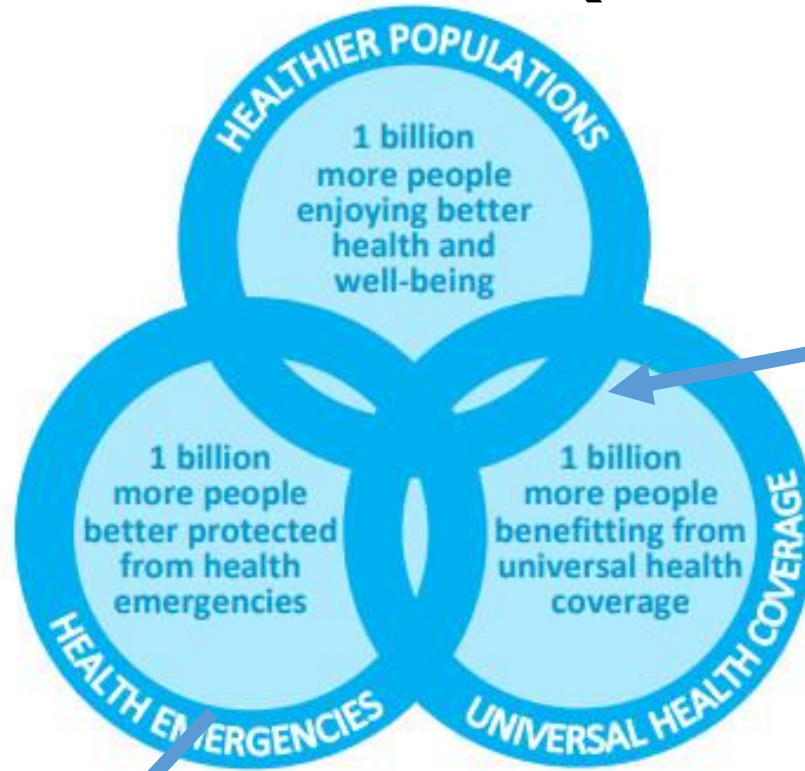 HEALTHIER POPULATIONS
1 billion
more people
enjoying better
health and
well-being
1 billion
more people
better protected
from health
emergencies
HEALTH EMERGENCIES
1 billion
more people
benefitting from
universal health
coverage
UNIVERSAL HEALTH COVERAGE